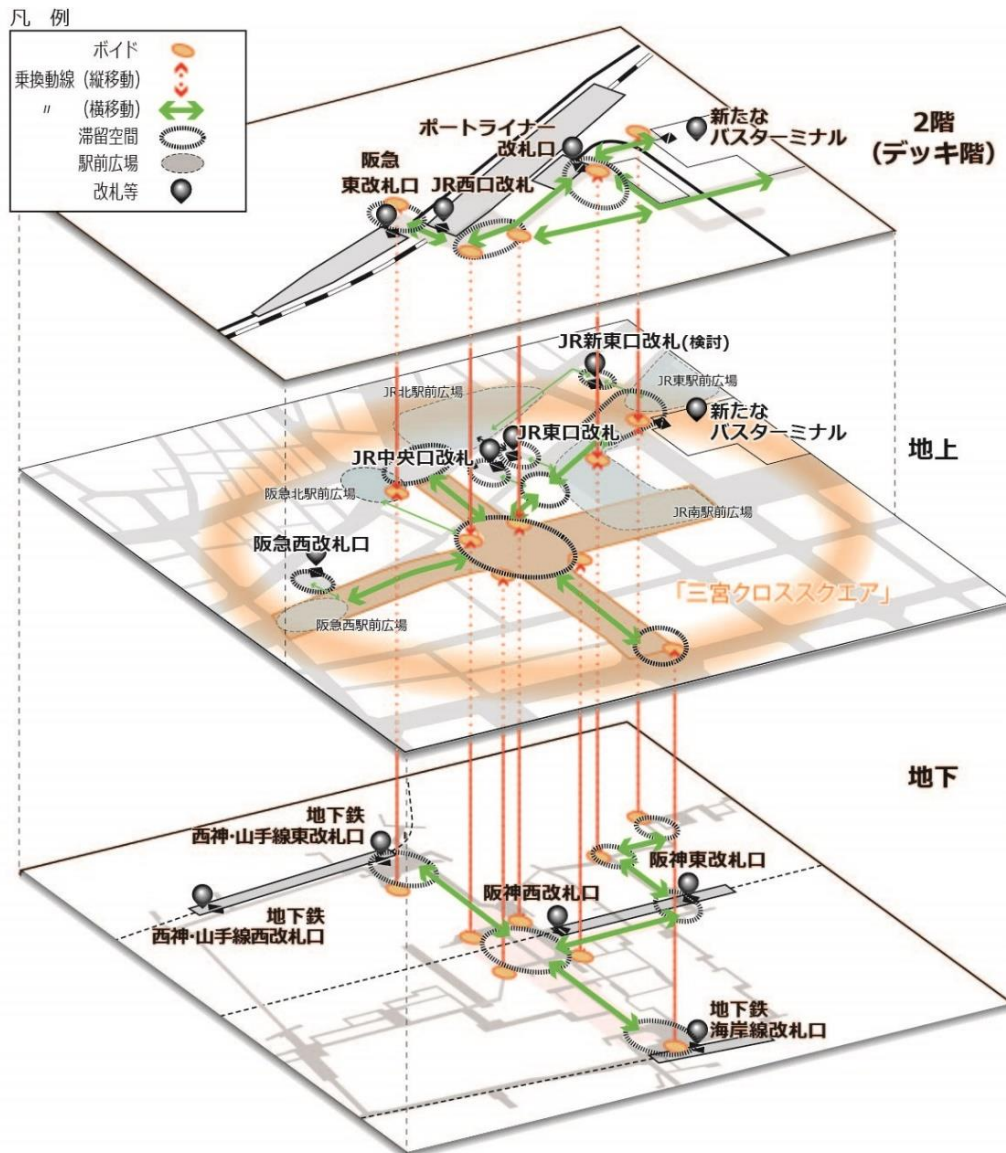 凡 例
ボイド
乗換動線 (縦移動)
〃 (横移動)
滞留空間
駅前広場
改札等
2階
(デッキ階)
新たな
バスターミナル
ポートライナー
改札口
阪急
東改札口
JR西口改札
JR新東口改札(検討)
JR北駅前広場
JR東駅前広場
新たな
バスターミナル
JR東口改札
JR中央口改札
地上
阪急北駅前広場
JR南駅前広場
阪急西改札口
「三宮クロススクエア」
阪急西駅前広場
地下
地下鉄
西神・山手線東改札口
阪神東改札口
阪神西改札口
地下鉄
西神・山手線西改札口
地下鉄
海岸線改札口